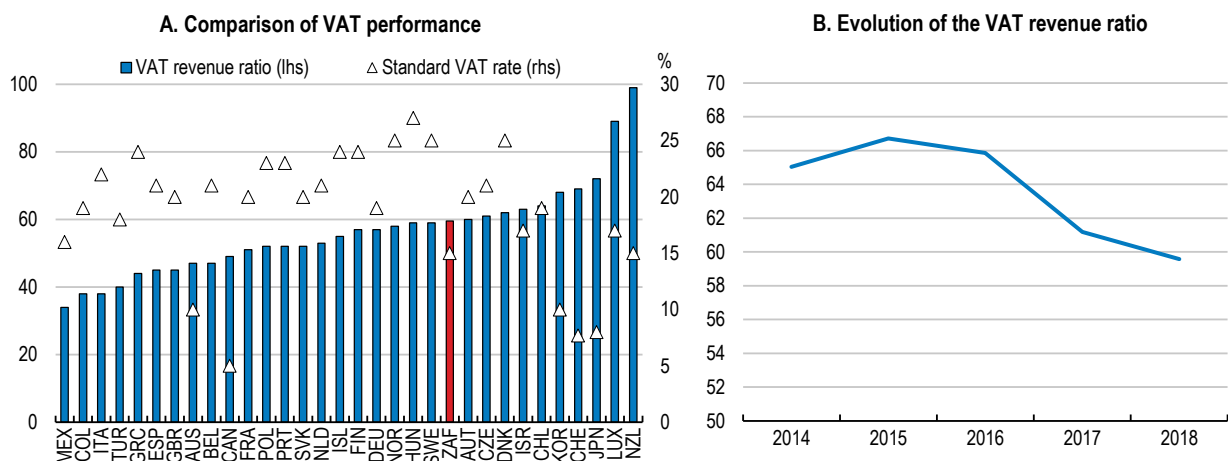 A. Comparison of VAT performance
VAT revenue ratio (lhs)
Standard VAT rate (rhs)
%
100
80
60
40
20
0
30
25
20
15
10
5
0
MEX
COL
ITA
TUR
GRC
ESP
GBR
AUS
BEL
CAN
FRA
POL
PRT
SVK
NLD
ISL
FIN
DEU
NOR
HUN
SWE
ZAF
AUT
CZE
DNK
ISR
CHL
KOR
CHE
JPN
LUX
NZL
B. Evolution of the VAT revenue ratio
70
68
66
64
62
60
58
56
54
52
50
2014 2015 2016 2017 2018